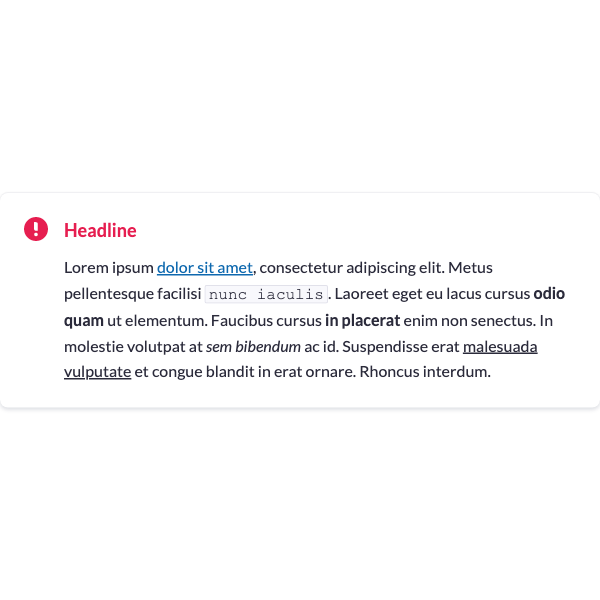 Headline
Lorem ipsum dolor sit amet, consectetur adipiscing elit. Metus
pellentesque facilisi nunc iaculis. Laoreet eget eu lacus cursus odio
quam ut elementum. Faucibus cursus in placerat enim non senectus. In
molestie volutpat at sem bibendum ac id. Suspendisse erat malesuada
vulputate et congue blandit in erat ornare. Rhoncus interdum.